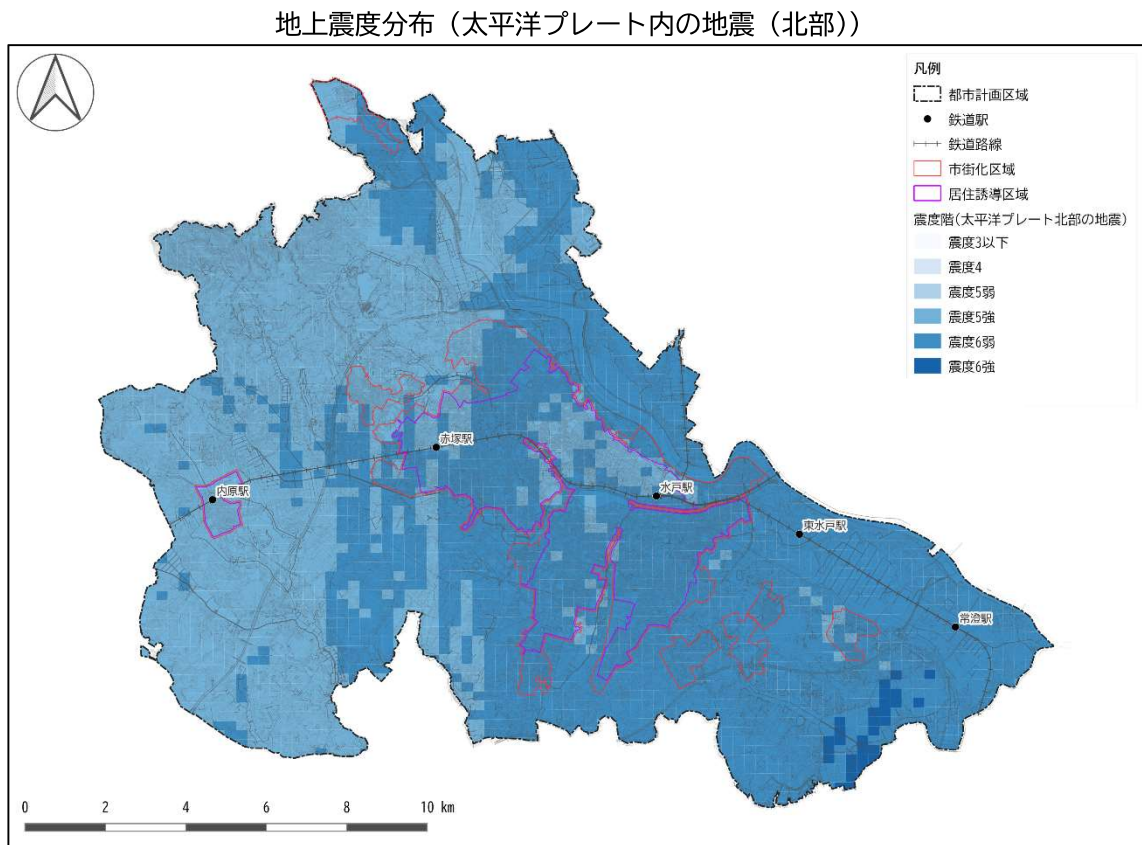 地上震度分布（太平洋プレート内の地震（北部））
凡例
都市計画区域
鉄道駅
鉄道路線
市街化区域
居住誘導区域
震度階(太平洋プレート北部の地震)
震度3以下
震度4
震度5弱
震度5強
震度6弱
震度6強
赤塚駅
内原駅
水戸駅
東水戸駅
常澄駅
0 2 4 6 8 10 km